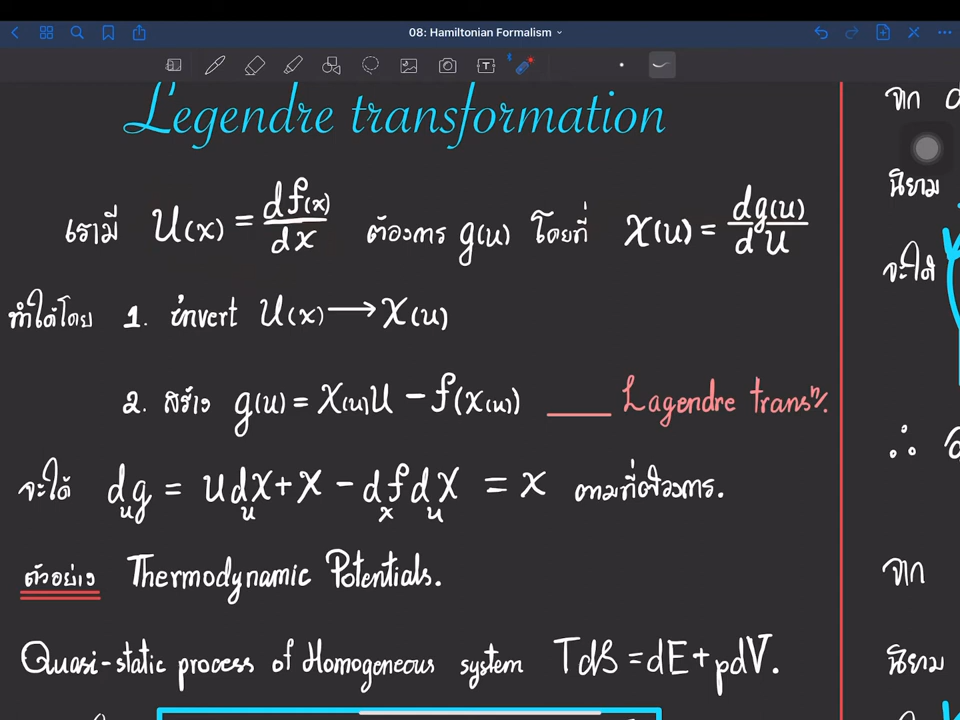 08: Hamiltonian Formalism
Legendre transformation
เรามี U(x) = df(x)/dx ต้องการ g(u) โดยที่ x(u) = dg(u)/du
ทำได้โดย 1. invert U(x) → x(u)
2. สร้าง g(u) = x(u)u − f(x(u)) ___ Lagendre transⁿ/.
จะได้ d_u g = u d_u x + x − d_x f d_u x = x ตามที่ต้องการ.
ตัวอย่าง Thermodynamic Potentials.
Quasi-static process of Homogeneous system TdS = dE + pdV.
จาก
นิยาม
จะได้
∴
จาก
นิยาม